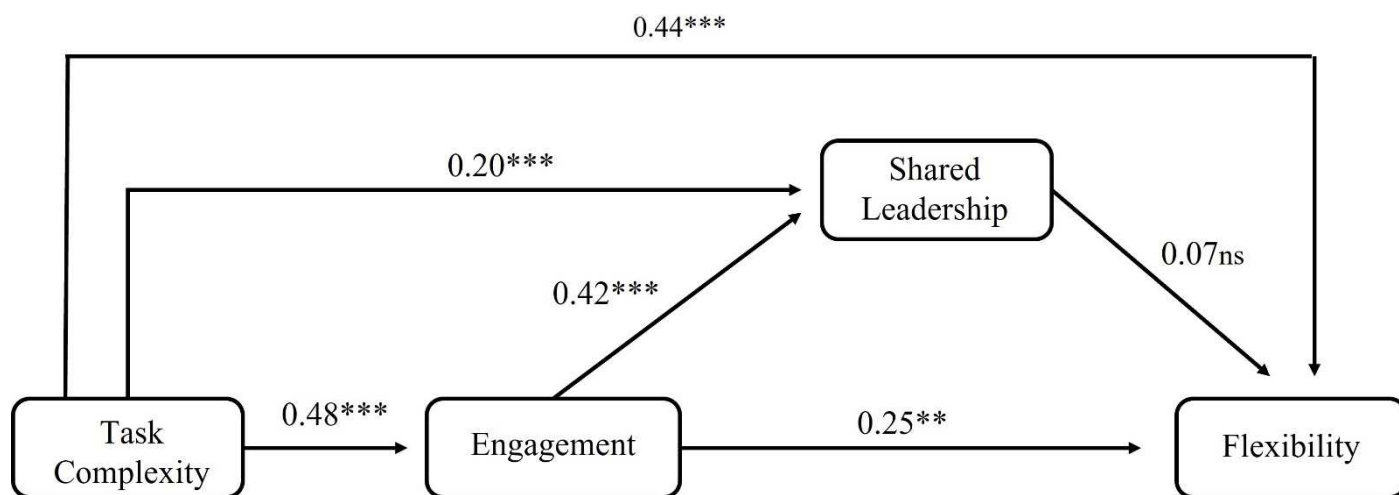 0.44***
0.20***
Shared
Leadership
0.07ns
0.42***
0.48***
0.25**
Task
Complexity
Engagement
Flexibility